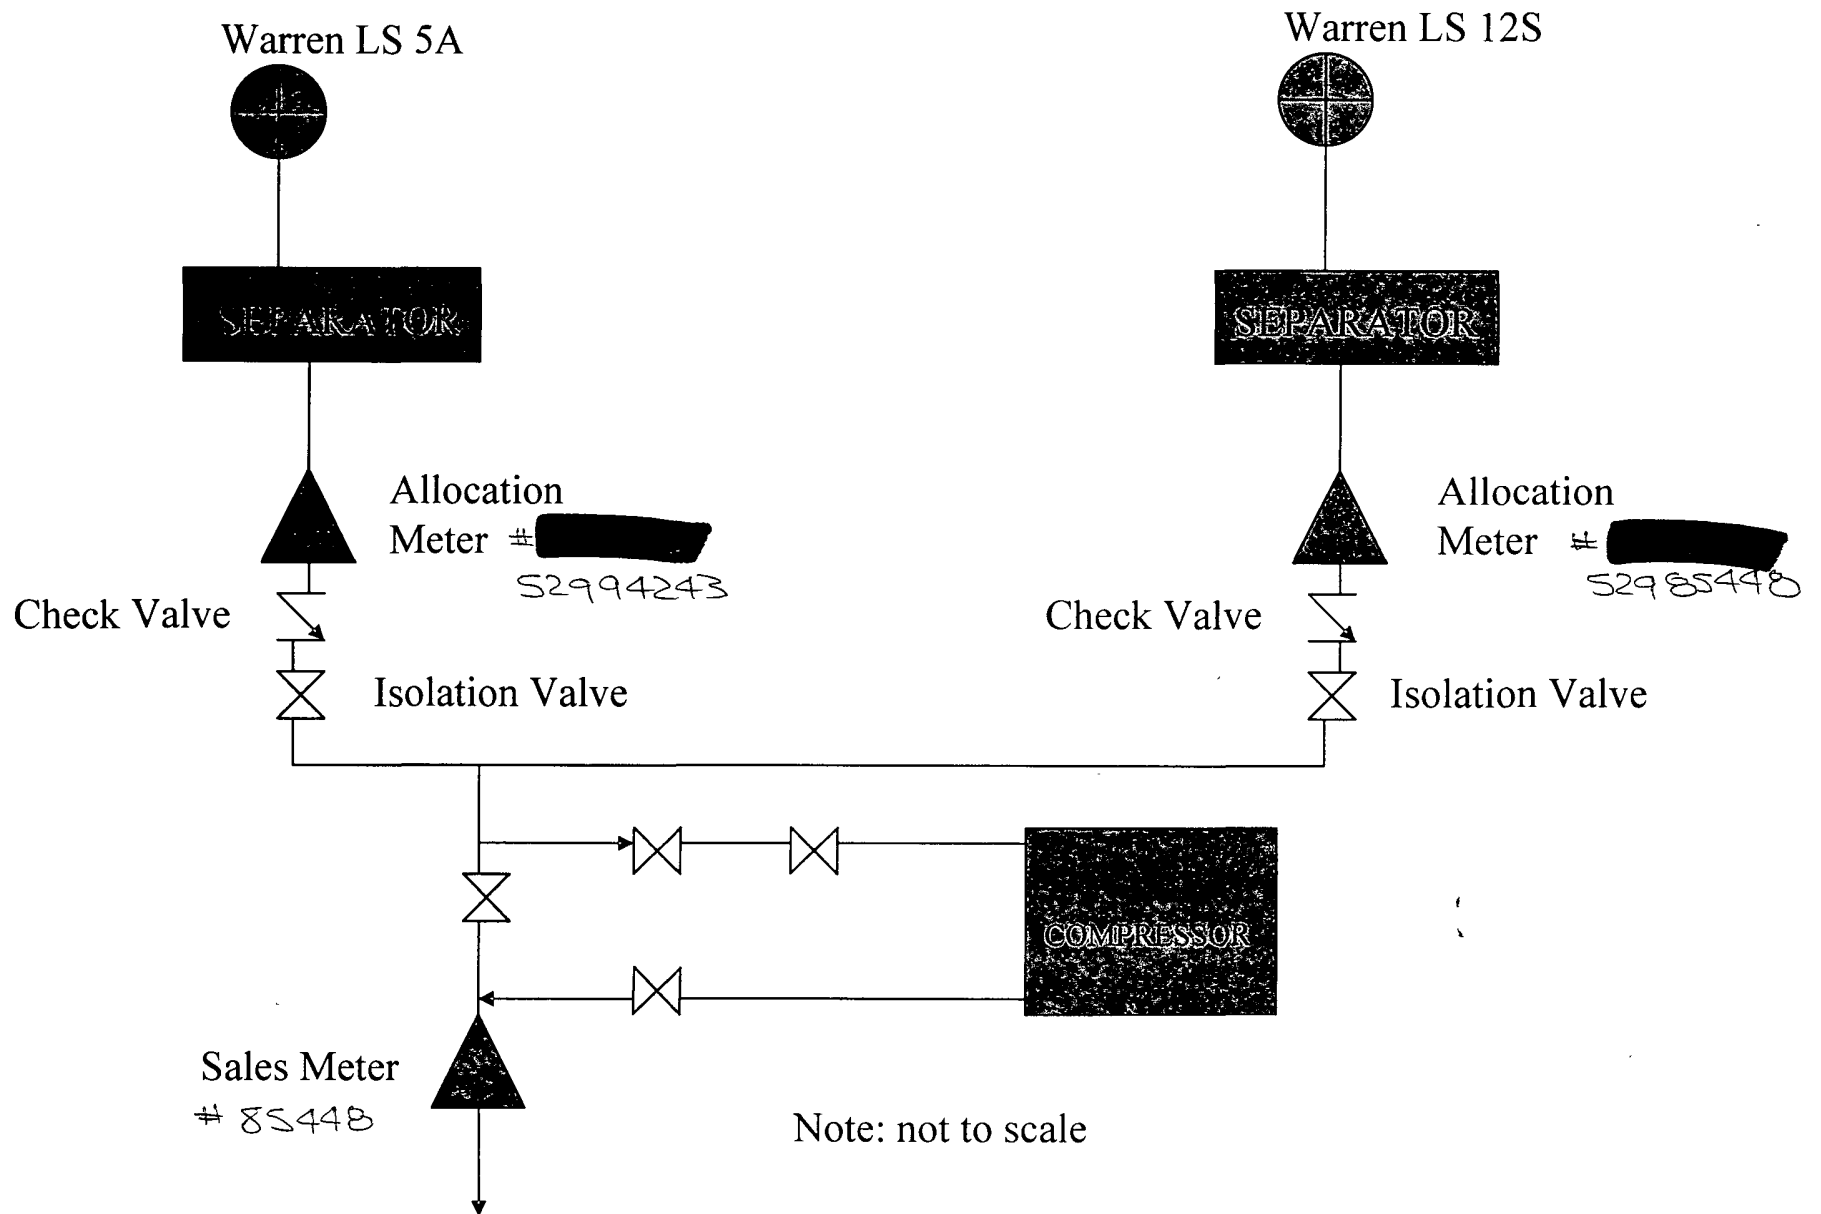 Warren LS 5A
Warren LS 12S
SEPARATOR
SEPARATOR
Allocation
Meter #
52994243
Allocation
Meter #
52985448
Check Valve
Check Valve
Isolation Valve
Isolation Valve
COMPRESSOR
Sales Meter
# 85448
Note: not to scale